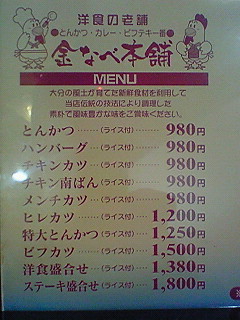 洋食の老舗
●とんかつ・カレー・ビフテキ一番●
金なべ本舗
MENU
大分の風土が育てた新鮮食材を利用して
当店伝統の技法により調理した
素朴で風味豊かな味をご賞味ください。
とんかつ……(ライス付)…980円
ハンバーグ…(ライス付)…980円
チキンカツ…(ライス付)…980円
チキン南ばん(ライス付)…980円
メンチカツ…(ライス付)…980円
ヒレカツ…(ライス付)…1,200円
特大とんかつ(ライス付)…1,250円
ビフカツ…(ライス付)…1,500円
洋食盛合せ…(ライス付)…1,380円
ステーキ盛合せ(ライス付)…1,800円